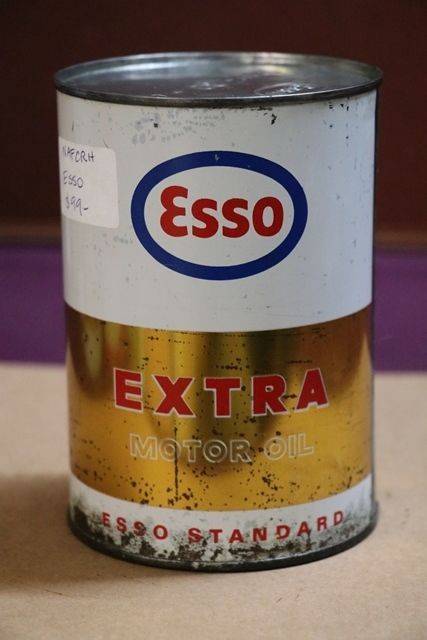 NAFCRH
ESSO
$99-
Esso
EXTRA
MOTOR OIL
ESSO STANDARD